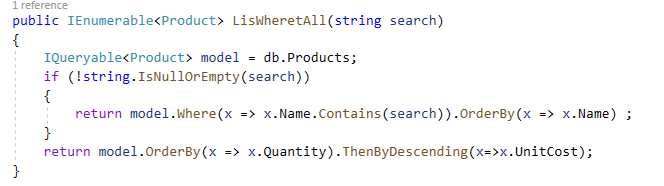 1 reference
public IEnumerable<Product> LisWheretAll(string search)
{
IQueryable<Product> model = db.Products;
if (!string.IsNullOrEmpty(search))
{
return model.Where(x => x.Name.Contains(search)).OrderBy(x => x.Name) ;
}
return model.OrderBy(x => x.Quantity).ThenByDescending(x=>x.UnitCost);
}